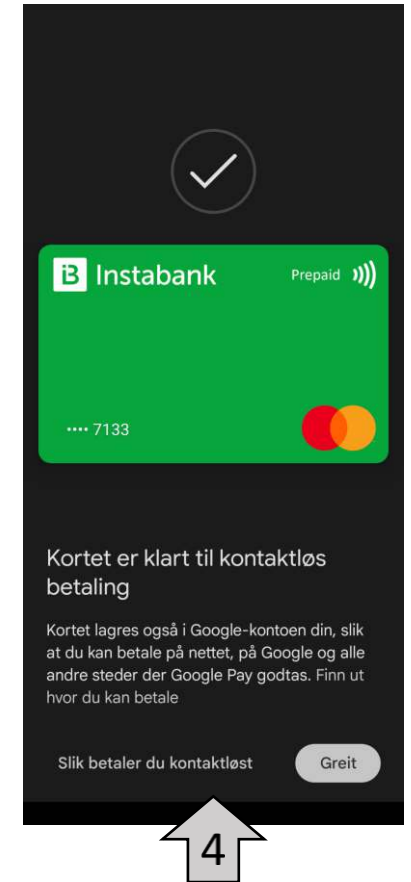 iB Instabank Prepaid
•••• 7133
Kortet er klart til kontaktløs
betaling
Kortet lagres også i Google-kontoen din, slik
at du kan betale på nettet, på Google og alle
andre steder der Google Pay godtas. Finn ut
hvor du kan betale
Slik betaler du kontaktløst Greit
4